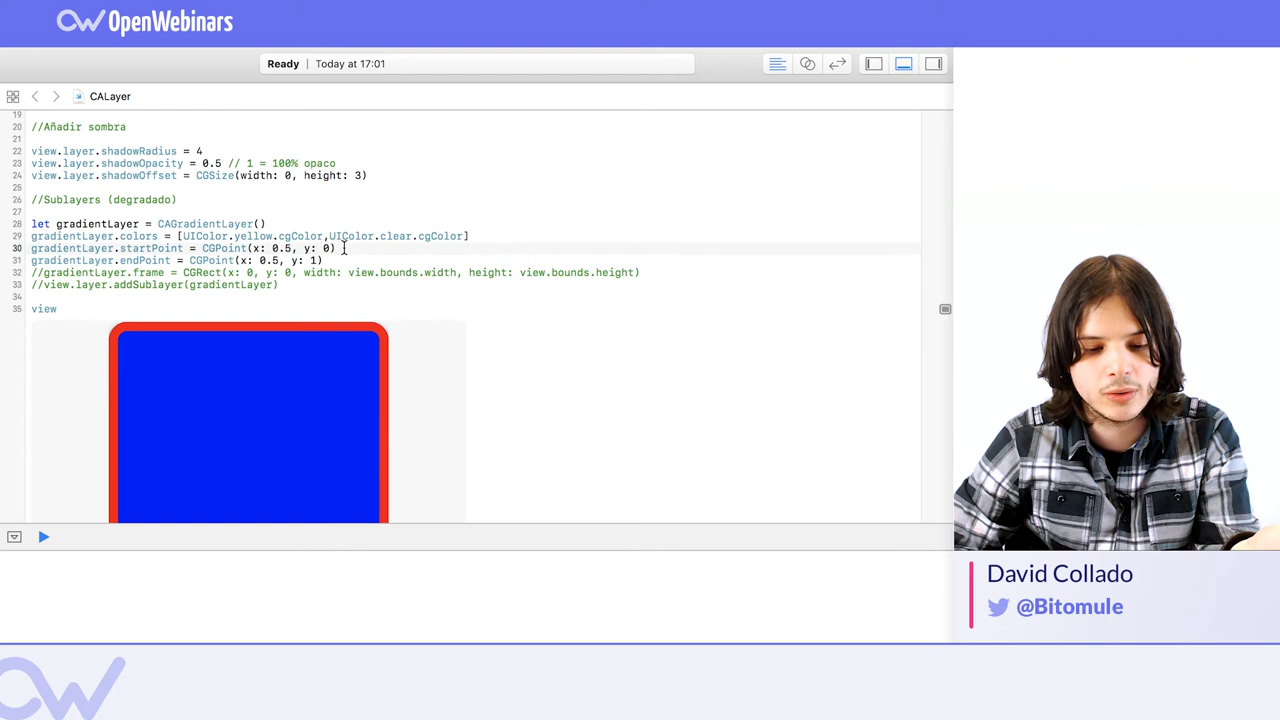 OpenWebinars
Ready | Today at 17:01
CALayer
19
20 //Añadir sombra
21
22 view.layer.shadowRadius = 4
23 view.layer.shadowOpacity = 0.5 // 1 = 100% opaco
24 view.layer.shadowOffset = CGSize(width: 0, height: 3)
25
26 //Sublayers (degradado)
27
28 let gradientLayer = CAGradientLayer()
29 gradientLayer.colors = [UIColor.yellow.cgColor,UIColor.clear.cgColor]
30 gradientLayer.startPoint = CGPoint(x: 0.5, y: 0)
31 gradientLayer.endPoint = CGPoint(x: 0.5, y: 1)
32 //gradientLayer.frame = CGRect(x: 0, y: 0, width: view.bounds.width, height: view.bounds.height)
33 //view.layer.addSublayer(gradientLayer)
34
35 view
David Collado
@Bitomule